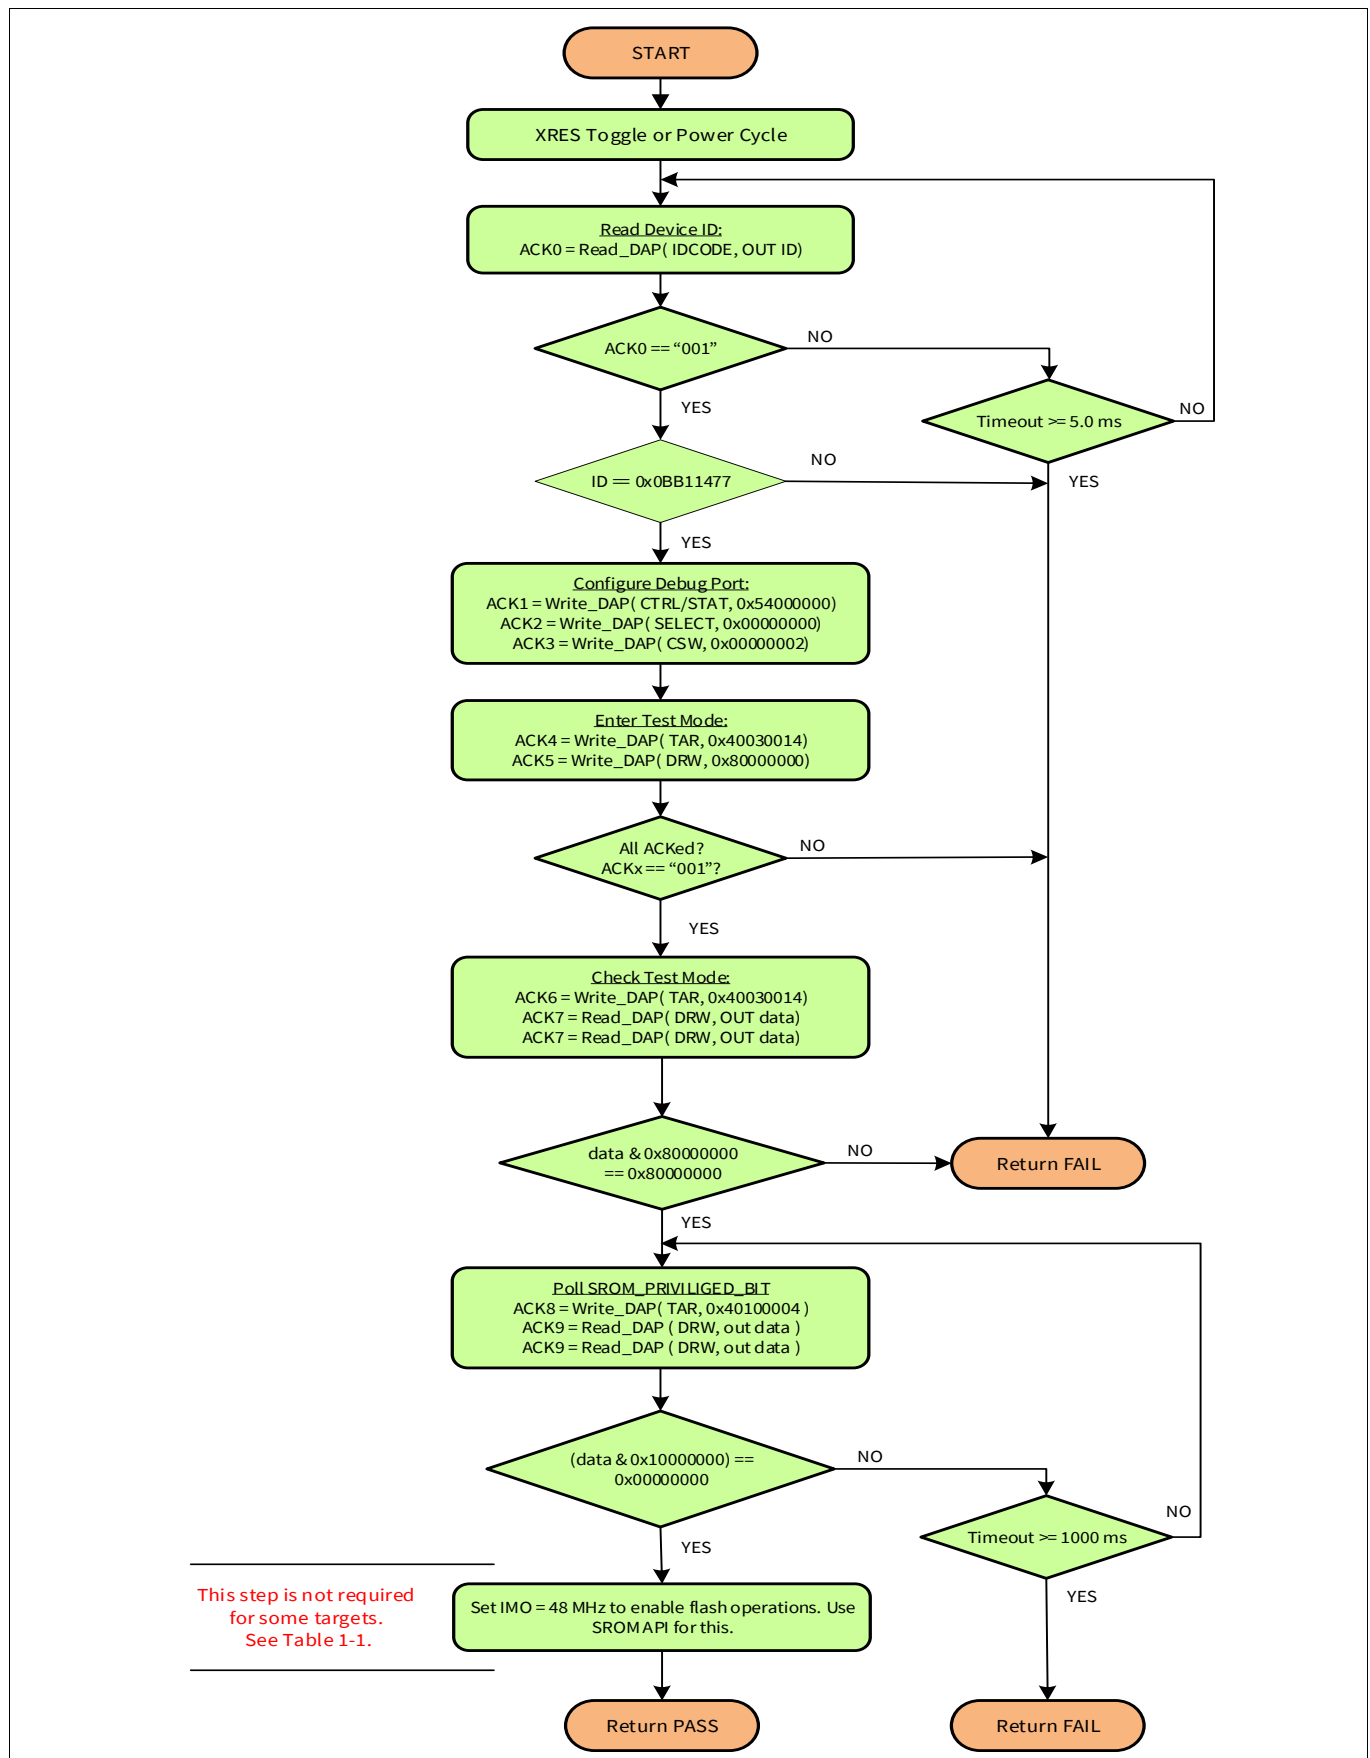 START
XRES Toggle or Power Cycle
Read Device ID:
ACK0 = Read_DAP( IDCODE, OUT ID)
ACK0 == “001”
NO
YES
Timeout >= 5.0 ms
NO
YES
ID == 0x0BB11477
NO
YES
Configure Debug Port:
ACK1 = Write_DAP( CTRL/STAT, 0x54000000)
ACK2 = Write_DAP( SELECT, 0x00000000)
ACK3 = Write_DAP( CSW, 0x00000002)
Enter Test Mode:
ACK4 = Write_DAP( TAR, 0x40030014)
ACK5 = Write_DAP( DRW, 0x80000000)
All ACKed?
ACKx == “001”?
NO
YES
Check Test Mode:
ACK6 = Write_DAP( TAR, 0x40030014)
ACK7 = Read_DAP( DRW, OUT data)
ACK7 = Read_DAP( DRW, OUT data)
data & 0x80000000
== 0x80000000
NO
Return FAIL
YES
Poll SROM_PRIVILIGED_BIT
ACK8 = Write_DAP( TAR, 0x40100004 )
ACK9 = Read_DAP ( DRW, out data )
ACK9 = Read_DAP ( DRW, out data )
(data & 0x10000000) ==
0x00000000
NO
YES
Timeout >= 1000 ms
NO
YES
This step is not required
for some targets.
See Table 1-1.
Set IMO = 48 MHz to enable flash operations. Use
SROM API for this.
Return PASS
Return FAIL